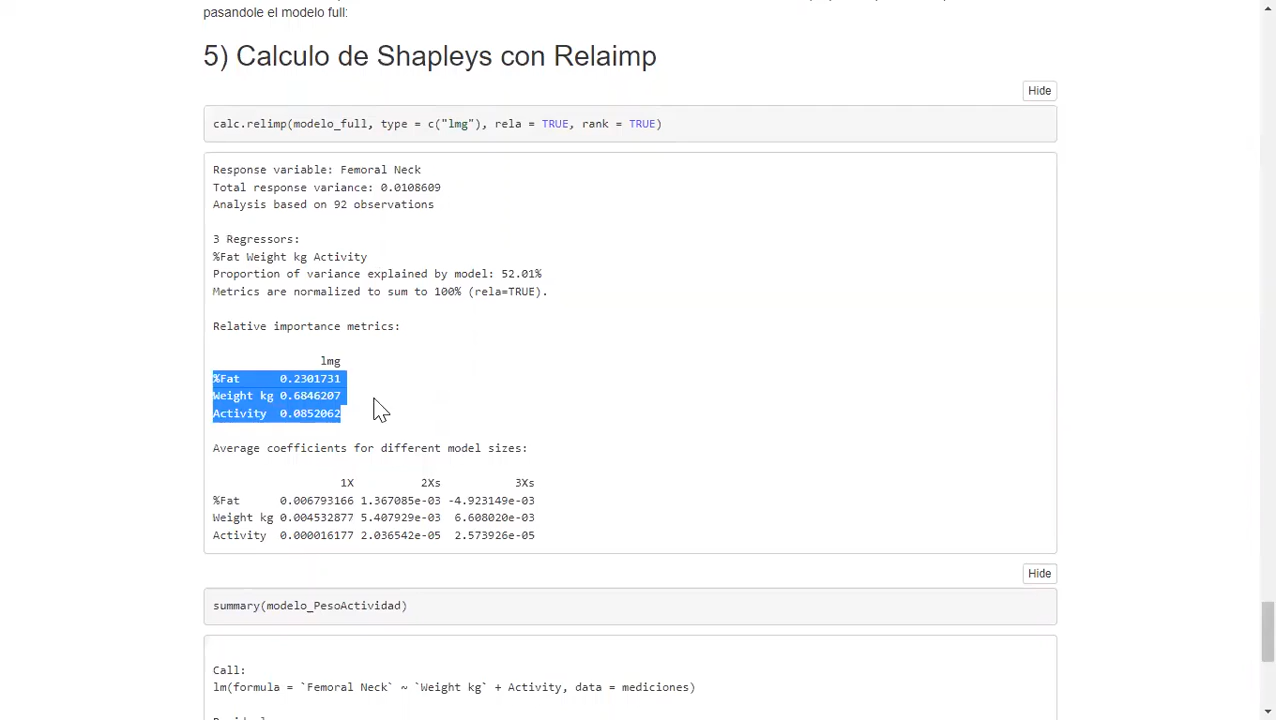 pasandole el modelo full:
5) Calculo de Shapleys con Relaimp
Hide
calc.relimp(modelo_full, type = c("lmg"), rela = TRUE, rank = TRUE)
Response variable: Femoral Neck
Total response variance: 0.0108609
Analysis based on 92 observations
3 Regressors:
%Fat Weight kg Activity
Proportion of variance explained by model: 52.01%
Metrics are normalized to sum to 100% (rela=TRUE).
Relative importance metrics:
lmg
%Fat 0.2301731
Weight kg 0.6846207
Activity 0.0852062
Average coefficients for different model sizes:
1X 2Xs 3Xs
%Fat 0.006793166 1.367085e-03 -4.923149e-03
Weight kg 0.004532877 5.407929e-03 6.608020e-03
Activity 0.000016177 2.036542e-05 2.573926e-05
Hide
summary(modelo_PesoActividad)
Call:
lm(formula = `Femoral Neck` ~ `Weight kg` + Activity, data = mediciones)